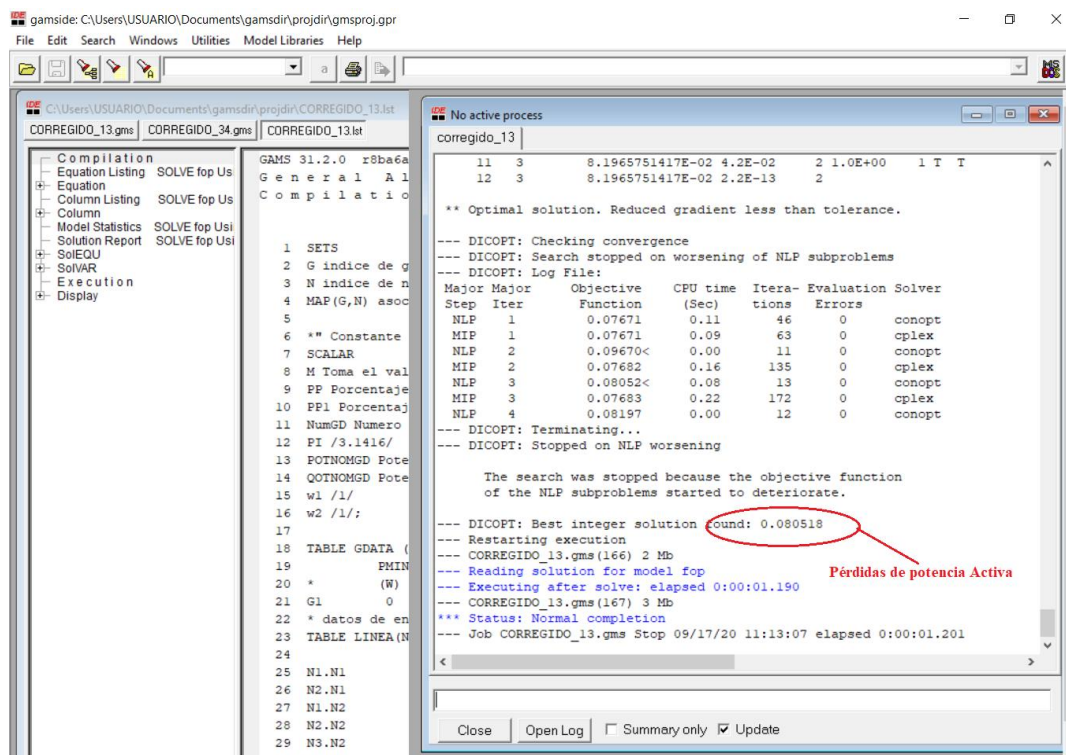 gamside: C:\Users\USUARIO\Documents\gamsdir\projdir\gmsproj.gpr
File Edit Search Windows Utilities Model Libraries Help
a
IDE C:\Users\USUARIO\Documents\gamsdir\projdir\CORREGIDO_13.lst
CORREGIDO_13.gms CORREGIDO_34.gms CORREGIDO_13.lst
Compilation
Equation Listing SOLVE fop Us
Equation
Column Listing SOLVE fop Us
Column
Model Statistics SOLVE fop Usi
Solution Report SOLVE fop Usi
SolEQU
SolVAR
Execution
Display
GAMS 31.2.0 r8ba6a
G e n e r a l A l
C o m p i l a t i o
1 SETS
2 G indice de g
3 N indice de n
4 MAP(G,N) asoc
5
6 *" Constante
7 SCALAR
8 M Toma el val
9 PP Porcentaje
10 PP1 Porcentaj
11 NumGD Numero
12 PI /3.1416/
13 POTNOMGD Pote
14 QOTNOMGD Pote
15 w1 /1/
16 w2 /1/;
17
18 TABLE GDATA (
19 PMIN
20 * (W)
21 G1 0
22 * datos de en
23 TABLE LINEA(N
24
25 N1.N1
26 N2.N1
27 N1.N2
28 N2.N2
29 N3.N2
IDE No active process
corregido_13
11 3 8.1965751417E-02 4.2E-02 2 1.0E+00 1 T T
12 3 8.1965751417E-02 2.2E-13 2
** Optimal solution. Reduced gradient less than tolerance.
--- DICOPT: Checking convergence
--- DICOPT: Search stopped on worsening of NLP subproblems
--- DICOPT: Log File:
Major Major Objective CPU time Itera- Evaluation Solver
Step Iter Function (Sec) tions Errors
NLP 1 0.07671 0.11 46 0 conopt
MIP 1 0.07671 0.09 63 0 cplex
NLP 2 0.09670< 0.00 11 0 conopt
MIP 2 0.07682 0.16 135 0 cplex
NLP 3 0.08052< 0.08 13 0 conopt
MIP 3 0.07683 0.22 172 0 cplex
NLP 4 0.08197 0.00 12 0 conopt
--- DICOPT: Terminating...
--- DICOPT: Stopped on NLP worsening
The search was stopped because the objective function
of the NLP subproblems started to deteriorate.
--- DICOPT: Best integer solution found: 0.080518
--- Restarting execution
--- CORREGIDO_13.gms(166) 2 Mb
--- Reading solution for model fop
Pérdidas de potencia Activa
--- Executing after solve: elapsed 0:00:01.190
--- CORREGIDO_13.gms(167) 3 Mb
*** Status: Normal completion
--- Job CORREGIDO_13.gms Stop 09/17/20 11:13:07 elapsed 0:00:01.201
Close Open Log Summary only Update